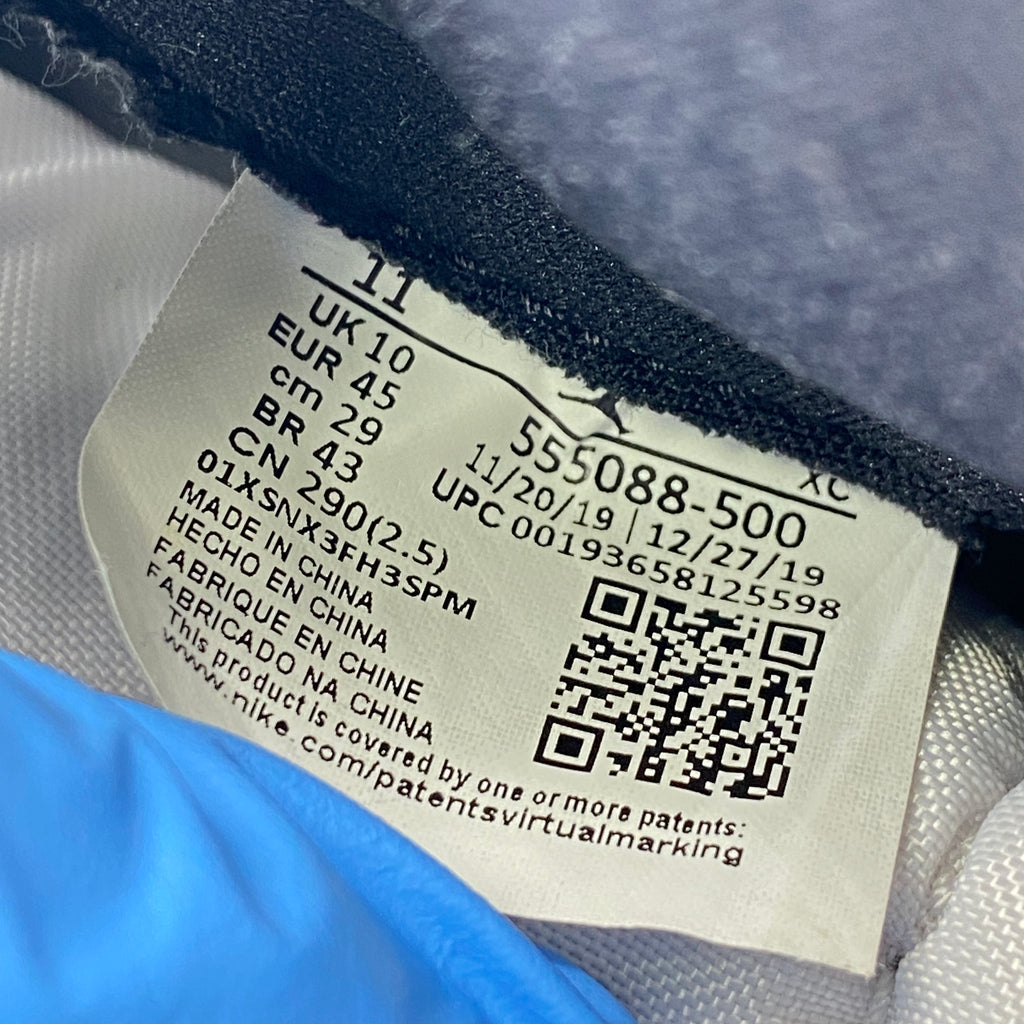 11
UK 10
EUR 45
cm 29
BR 43
CN 290(2.5)
01XSNX3FH3SPM
MADE IN CHINA
HECHO EN CHINA
FABRIQUE EN CHINE
FABRICADO NA CHINA
This product is covered by one or more patents:
www.nike.com/patentsvirtualmarking
XC
555088-500
11/20/19 | 12/27/19
UPC 00193658125598